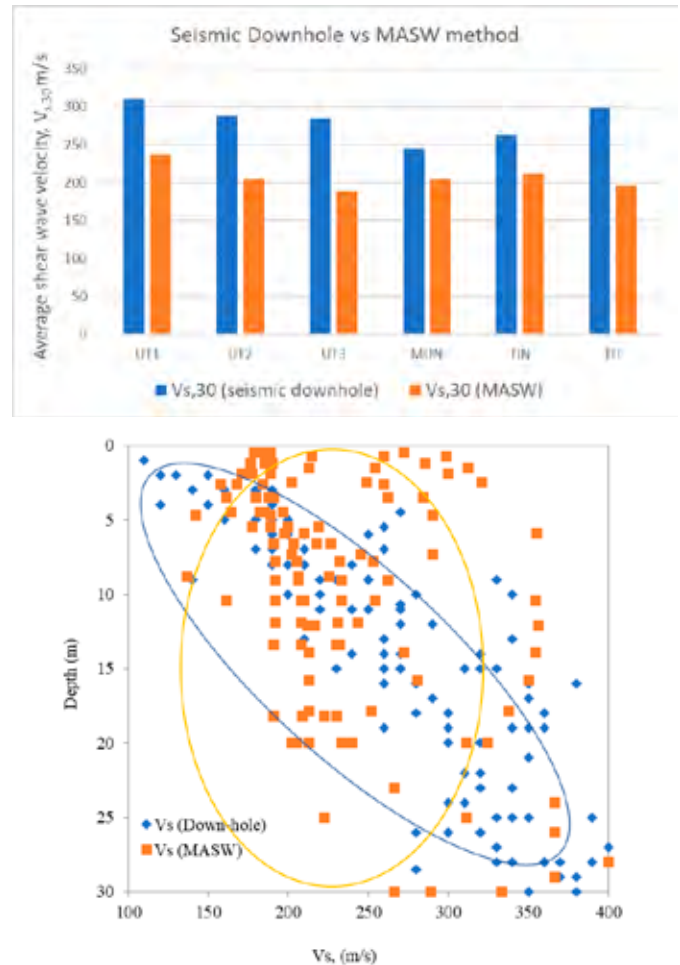 Seismic Downhole vs MASW method
Average shear wave velocity, Vs,30 m/s
350
300
250
200
150
100
50
0
UT1 UT2 UT3 TIN
Vs,30 (seismic downhole) Vs,30 (MASW)
0
5
10
15
20
25
30
Depth (m)
Vs (Down-hole)
Vs (MASW)
100 150 200 250 300 350 400
Vs, (m/s)